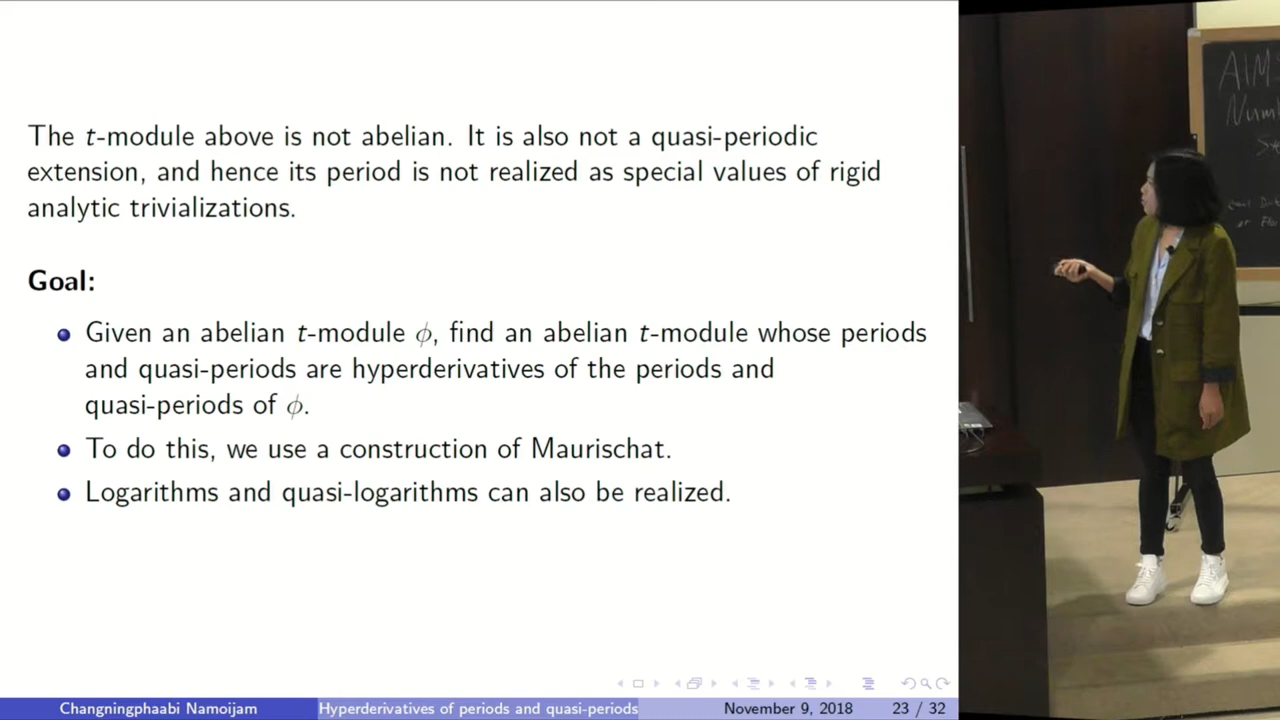 The t-module above is not abelian. It is also not a quasi-periodic
extension, and hence its period is not realized as special values of rigid
analytic trivializations.
Goal:
Given an abelian t-module ϕ, find an abelian t-module whose periods
and quasi-periods are hyperderivatives of the periods and
quasi-periods of ϕ.
To do this, we use a construction of Maurischat.
Logarithms and quasi-logarithms can also be realized.
Changningphaabi Namoijam
Hyperderivatives of periods and quasi-periods
November 9, 2018
23 / 32
AIM
Num